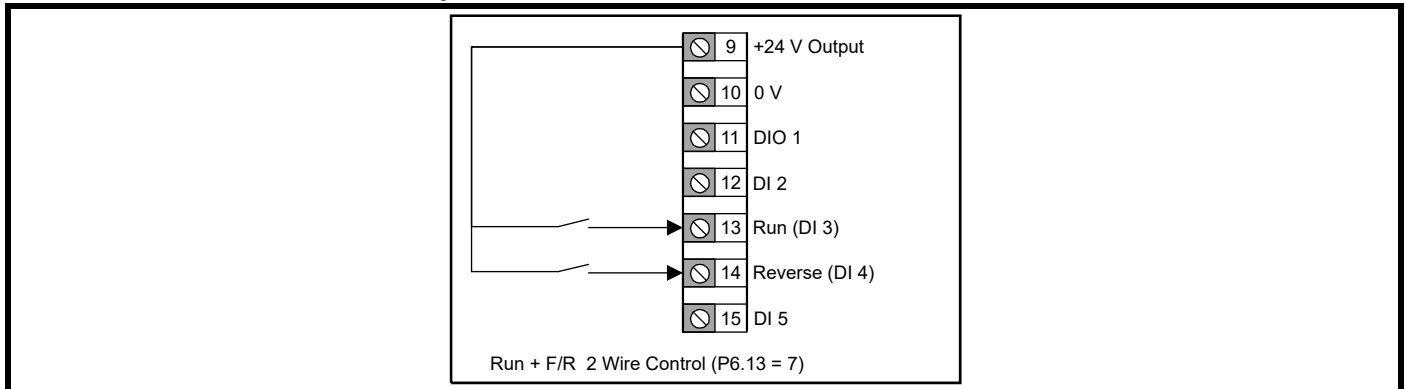 9 +24 V Output
10 0 V
11 DIO 1
12 DI 2
13 Run (DI 3)
14 Reverse (DI 4)
15 DI 5
Run + F/R 2 Wire Control (P6.13 = 7)